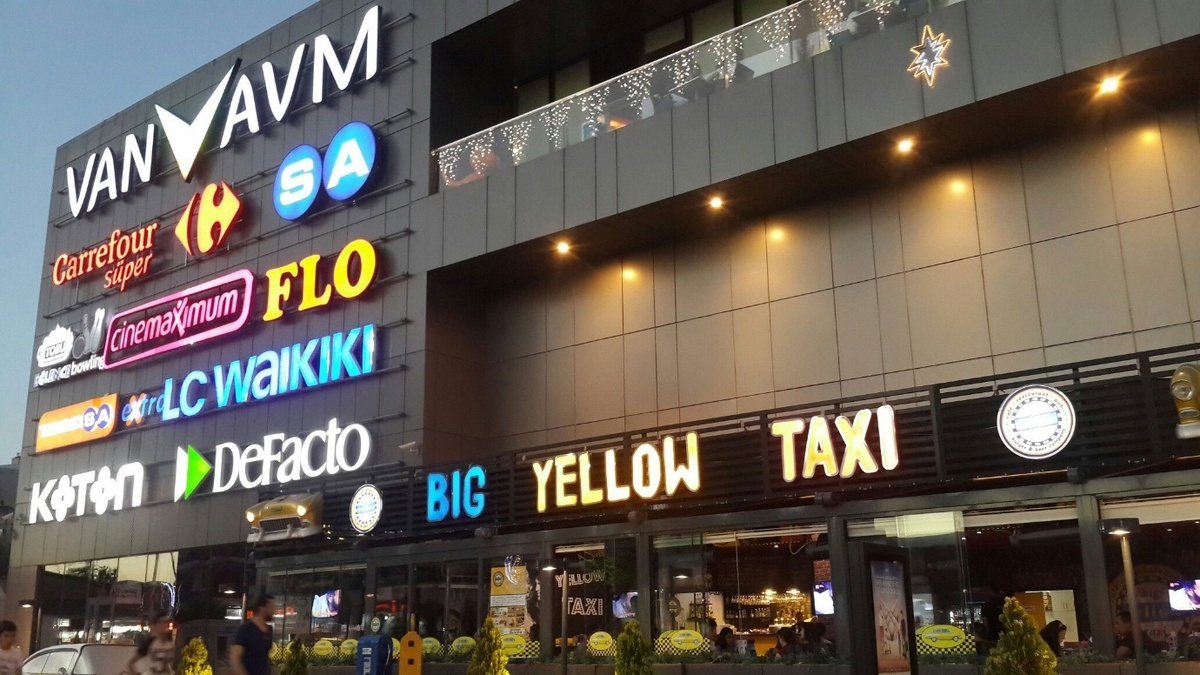 VAN AVM
SA
Carrefour
süper
cinemaximum
FLO
bowling
SA
extra
LC WAIKIKI
KOTON
DeFacto
BIG YELLOW TAXI
YELLOW
TAXI